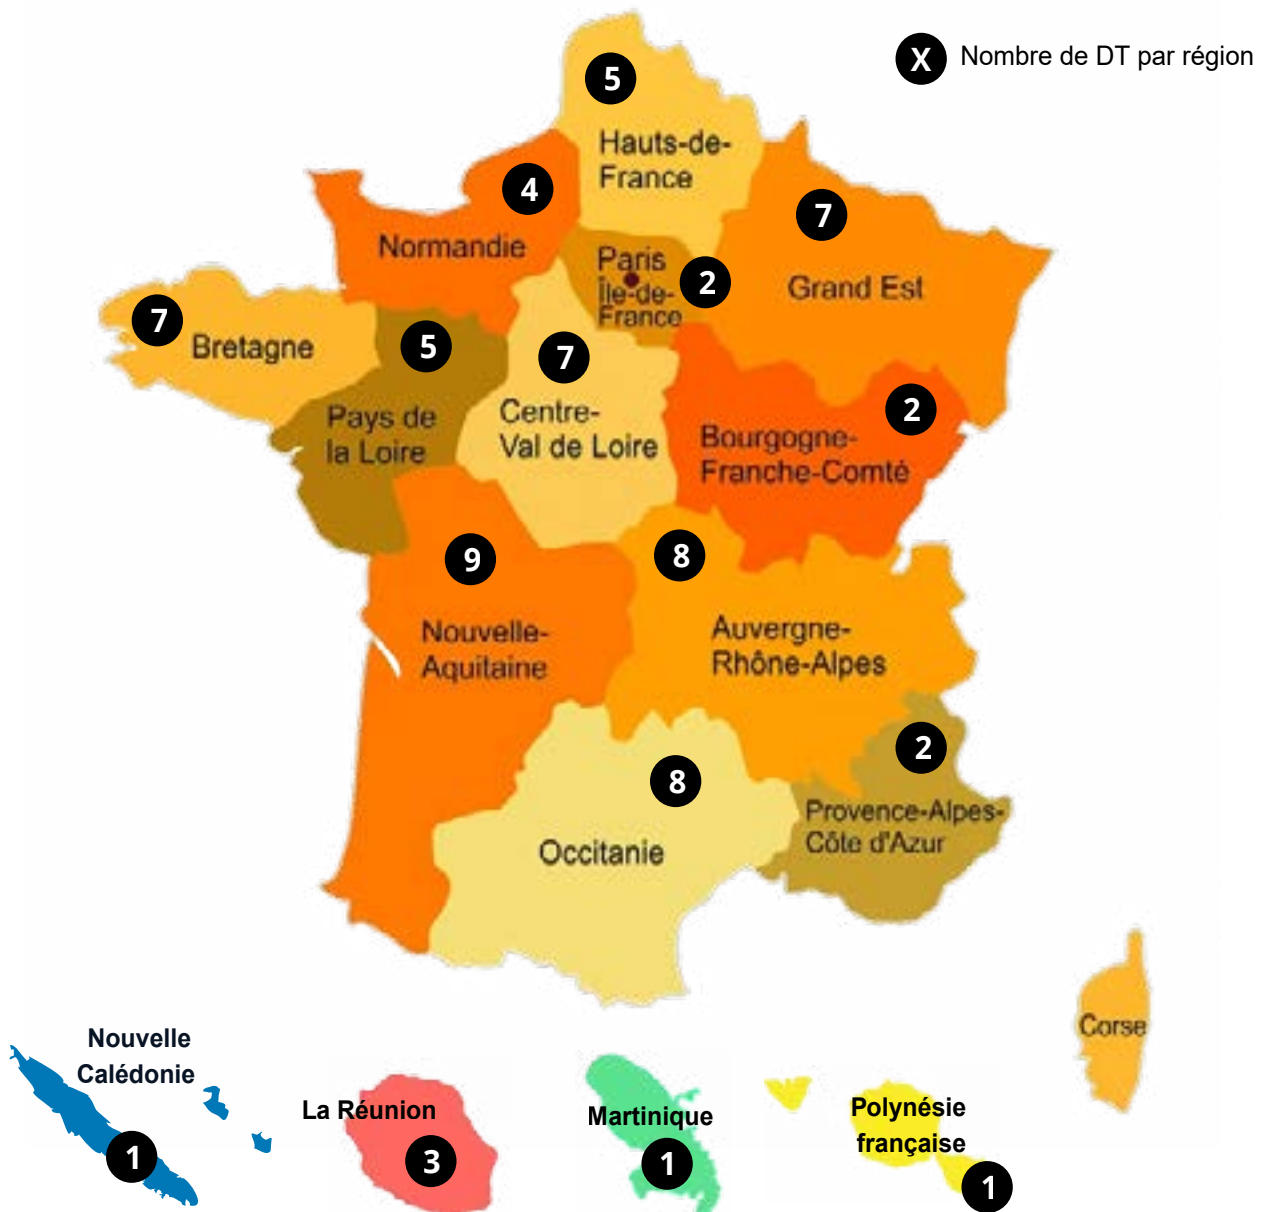 X Nombre de DT par région
5
Hauts-de-
France
4
Normandie
7
Grand Est
Paris
Île-de-
France
2
7
Bretagne
5
Pays de
la Loire
7
Centre-
Val de Loire
2
Bourgogne-
Franche-Comté
9
Nouvelle-
Aquitaine
8
Auvergne-
Rhône-Alpes
2
Provence-Alpes-
Côte d'Azur
8
Occitanie
Corse
Nouvelle
Calédonie
1
La Réunion
3
Martinique
1
Polynésie
française
1